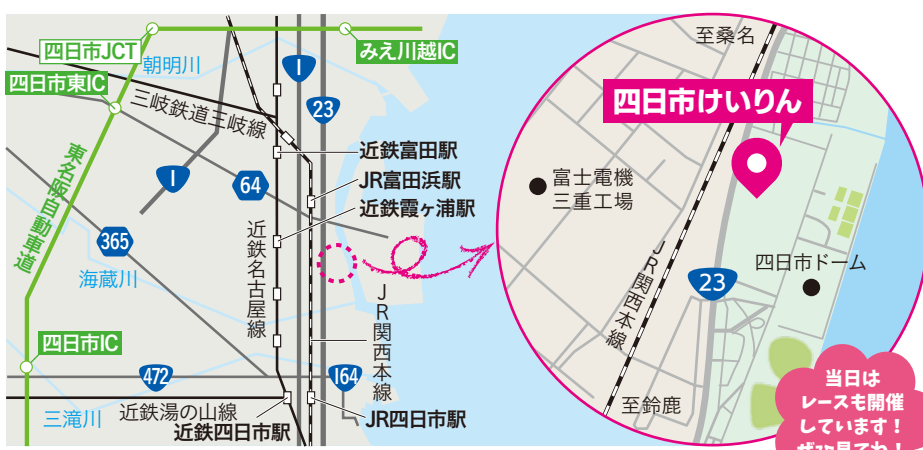 四日市JCT
みえ川越IC
朝明川
四日市東IC
三岐鉄道三岐線
1
23
近鉄富田駅
JR富田浜駅
近鉄霞ヶ浦駅
東名阪自動車道
1
64
365
海蔵川
近鉄名古屋線
JR関西本線
四日市IC
472
164
三滝川
近鉄湯の山線
近鉄四日市駅
JR四日市駅
至桑名
四日市けいりん
富士電機
三重工場
JR関西本線
23
四日市ドーム
至鈴鹿
当日は
レースも開催
しています!
ぜひ見てね!